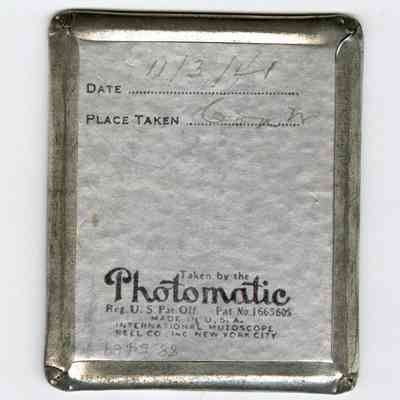 11/3/41
DATE
PLACE TAKEN
Taken by the
Photomatic
Reg. U.S. Pat. Off. Pat. No. 1663605
MADE IN U.S.A.
INTERNATIONAL MUTOSCOPE
REEL CO. INC. NEW YORK CITY